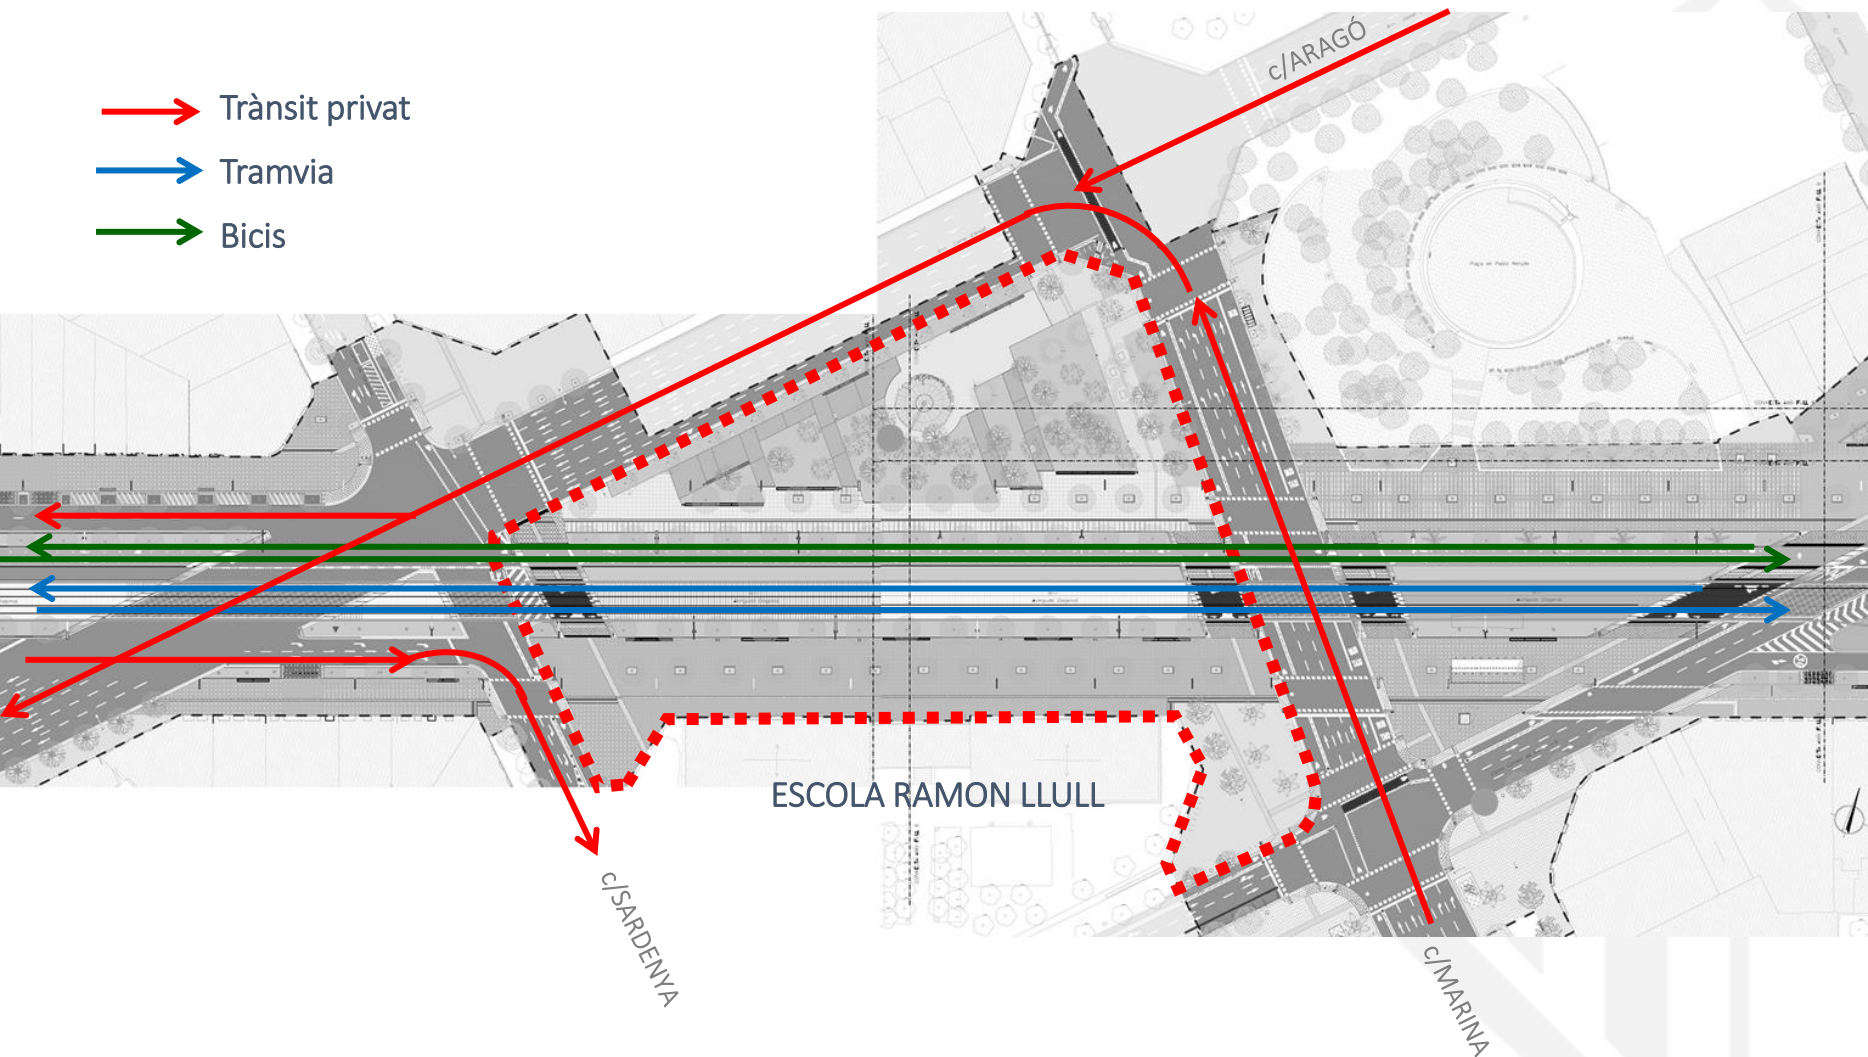 c/ARAGÓ
Trànsit privat
Tramvia
Bicis
ESCOLA RAMON LLULL
c/SARDENYA
c/MARINA